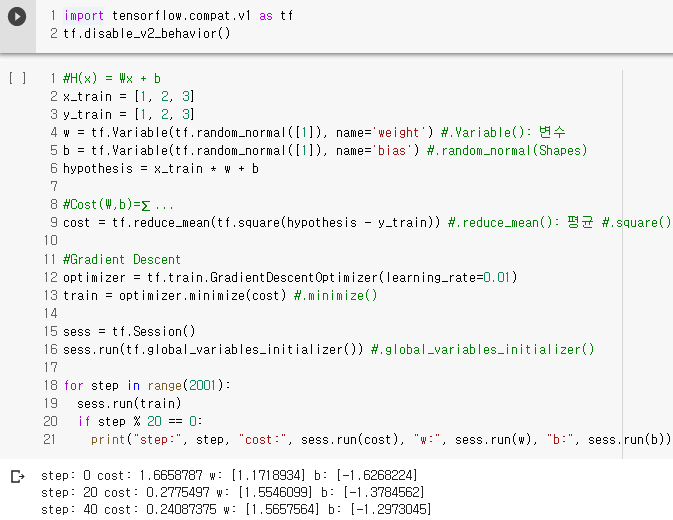 1 import tensorflow.compat.v1 as tf
2 tf.disable_v2_behavior()
[ ] 1 #H(x) = Wx + b
2 x_train = [1, 2, 3]
3 y_train = [1, 2, 3]
4 w = tf.Variable(tf.random_normal([1]), name='weight') #.Variable(): 변수
5 b = tf.Variable(tf.random_normal([1]), name='bias') #.random_normal(Shapes)
6 hypothesis = x_train * w + b
7
8 #Cost(W,b)=∑ ...
9 cost = tf.reduce_mean(tf.square(hypothesis - y_train)) #.reduce_mean(): 평균 #.square()
10
11 #Gradient Descent
12 optimizer = tf.train.GradientDescentOptimizer(learning_rate=0.01)
13 train = optimizer.minimize(cost) #.minimize()
14
15 sess = tf.Session()
16 sess.run(tf.global_variables_initializer()) #.global_variables_initializer()
17
18 for step in range(2001):
19   sess.run(train)
20   if step % 20 == 0:
21     print("step:", step, "cost:", sess.run(cost), "w:", sess.run(w), "b:", sess.run(b))
step: 0 cost: 1.6658787 w: [1.1718934] b: [-1.6268224]
step: 20 cost: 0.2775497 w: [1.5546099] b: [-1.3784562]
step: 40 cost: 0.24087375 w: [1.5657564] b: [-1.2973045]